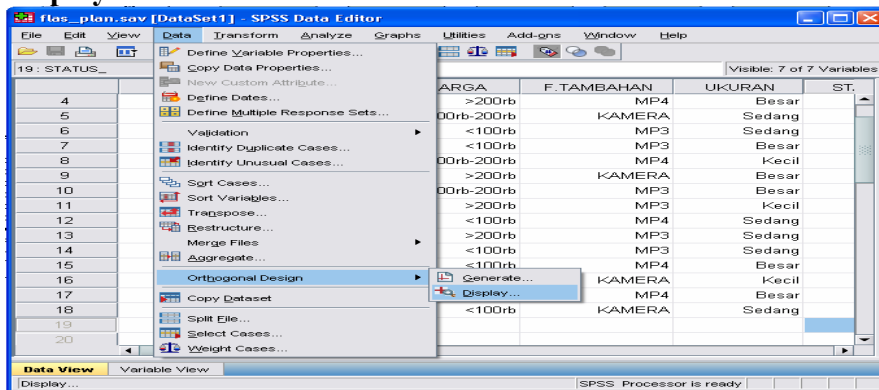 flas_plan.sav [DataSet1] - SPSS Data Editor
File Edit View Data Transform Analyze Graphs Utilities Add-ons Window Help
19 : STATUS_
Visible: 7 of 7 Variables
Define Variable Properties...
Copy Data Properties...
New Custom Attribute...
Define Dates...
Define Multiple Response Sets...
Validation
Identify Duplicate Cases...
Identify Unusual Cases...
Sort Cases...
Sort Variables...
Transpose...
Restructure...
Merge Files
Aggregate...
Orthogonal Design
Copy Dataset
Split File...
Select Cases...
Weight Cases...
Generate...
Display...
ARGA F.TAMBAHAN UKURAN ST.
4 >200rb MP4 Besar
5 00rb-200rb KAMERA Sedang
6 <100rb MP3 Sedang
7 <100rb MP3 Besar
8 00rb-200rb MP4 Kecil
9 >200rb KAMERA Besar
10 00rb-200rb MP3 Besar
11 >200rb MP3 Kecil
12 <100rb MP4 Sedang
13 >200rb MP3 Sedang
14 <100rb MP3 Sedang
15 <100rb MP4 Besar
16 KAMERA Kecil
17 MP4 Besar
18 <100rb KAMERA Sedang
19
20
Data View Variable View
Display... SPSS Processor is ready